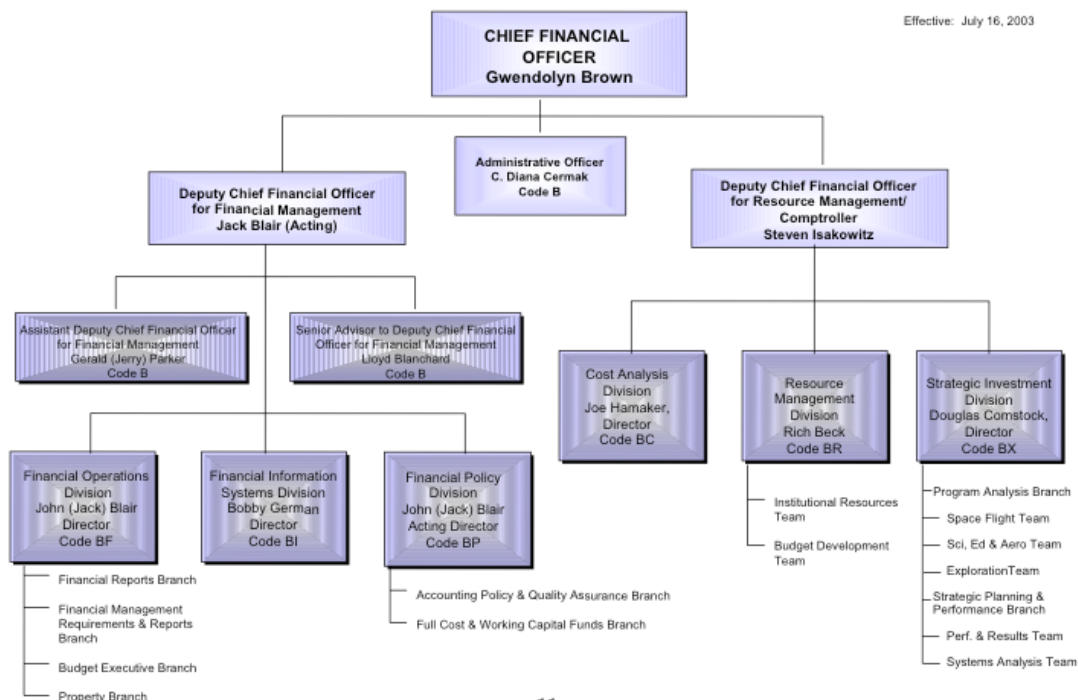 Effective: July 16, 2003
CHIEF FINANCIAL
OFFICER
Gwendolyn Brown
Administrative Officer
C. Diana Cermak
Code B
Deputy Chief Financial Officer
for Financial Management
Jack Blair (Acting)
Deputy Chief Financial Officer
for Resource Management/
Comptroller
Steven Isakowitz
Assistant Deputy Chief Financial Officer
for Financial Management
Gerald (Jerry) Parker
Code B
Senior Advisor to Deputy Chief Financial
Officer for Financial Management
Lloyd Blanchard
Code B
Cost Analysis
Division
Joe Hamaker,
Director
Code BC
Resource
Management
Division
Rich Beck
Code BR
Strategic Investment
Division
Douglas Comstock,
Director
Code BX
Financial Operations
Division
John (Jack) Blair
Director
Code BF
Financial Information
Systems Division
Bobby German
Director
Code BI
Financial Policy
Division
John (Jack) Blair
Acting Director
Code BP
Institutional Resources
Team
Budget Development
Team
Program Analysis Branch
Space Flight Team
Sci, Ed & Aero Team
ExplorationTeam
Strategic Planning &
Performance Branch
Perf. & Results Team
Systems Analysis Team
Financial Reports Branch
Financial Management
Requirements & Reports
Branch
Budget Executive Branch
Property Branch
Accounting Policy & Quality Assurance Branch
Full Cost & Working Capital Funds Branch